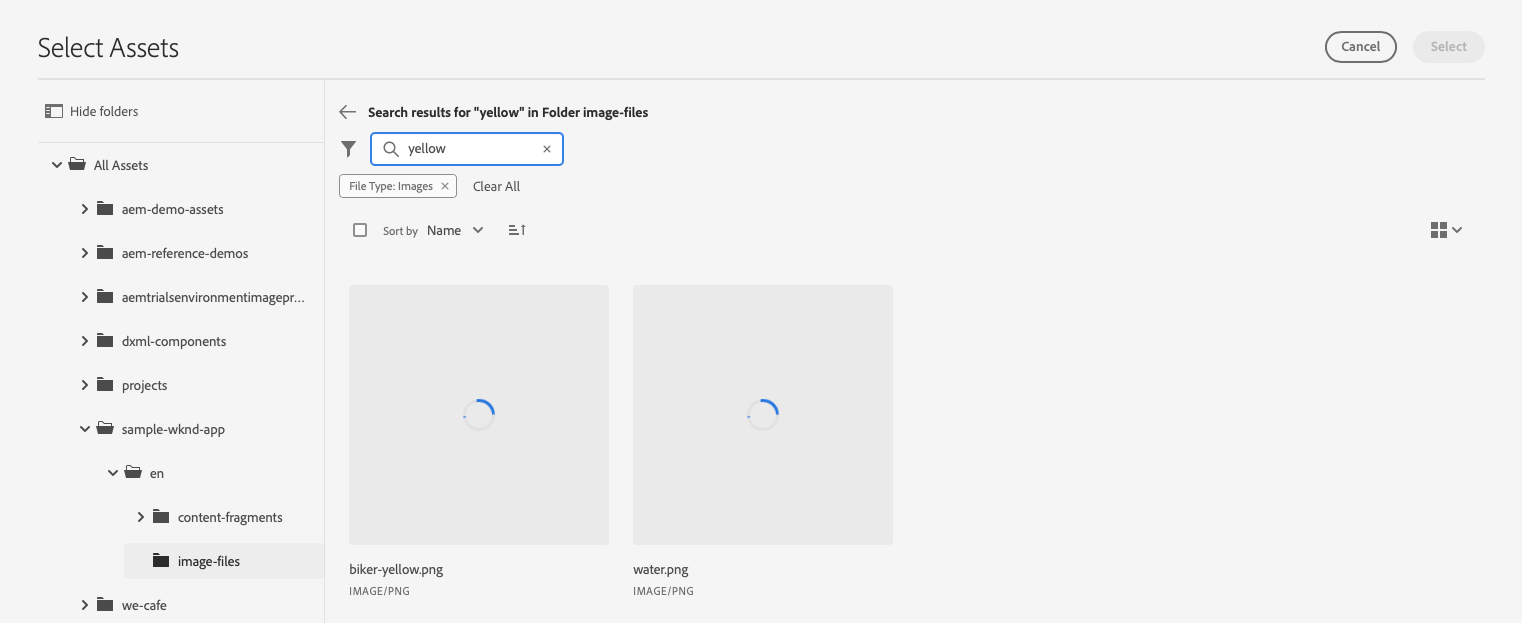 Select Assets
Cancel
Select
Hide folders
All Assets
aem-demo-assets
aem-reference-demos
aemtrialsenvironmentimagepr...
dxml-components
projects
sample-wknd-app
en
content-fragments
image-files
we-cafe
Search results for "yellow" in Folder image-files
yellow
File Type: Images
Clear All
Sort by Name
biker-yellow.png
IMAGE/PNG
water.png
IMAGE/PNG